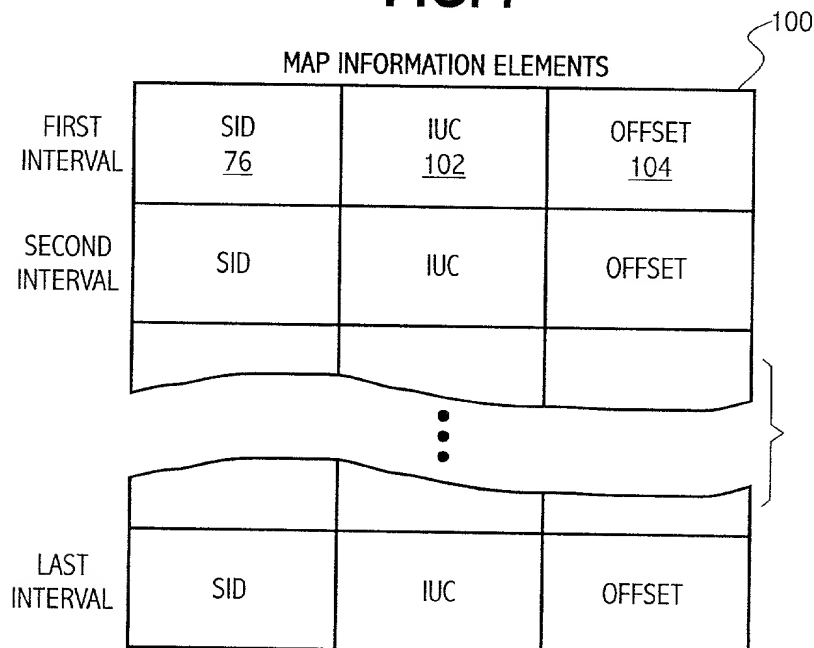 MAP INFORMATION ELEMENTS
100
FIRST
INTERVAL
SID
76
IUC
102
OFFSET
104
SECOND
INTERVAL
SID
IUC
OFFSET
LAST
INTERVAL
SID
IUC
OFFSET